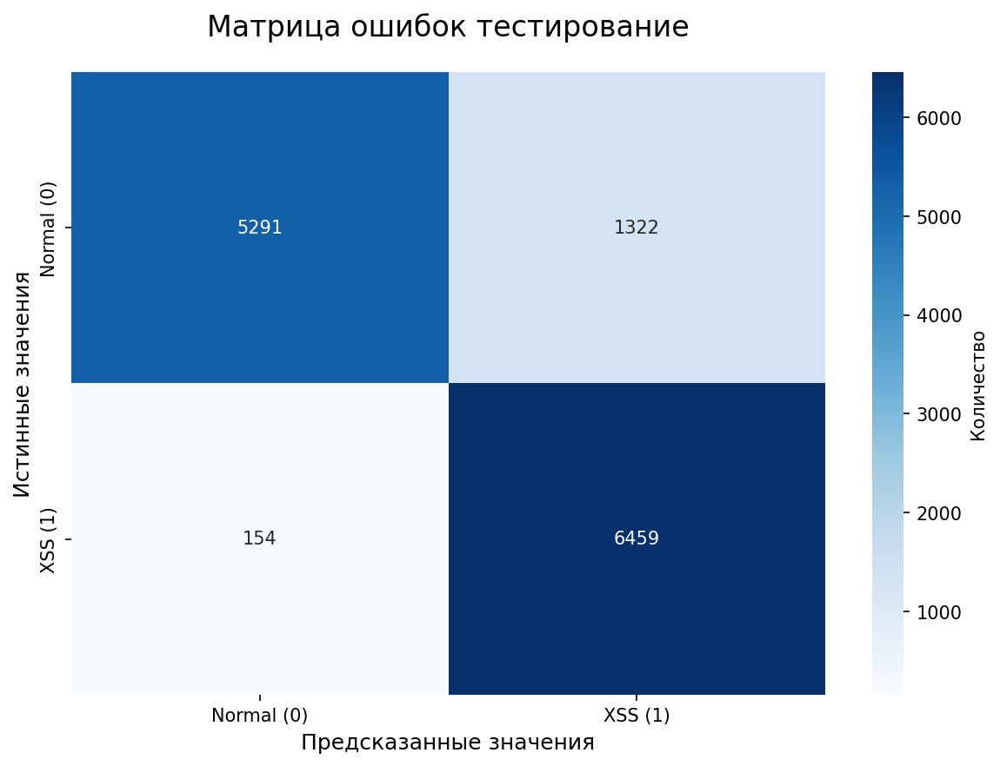 Матрица ошибок тестирование
Истинные значения
Normal (0)
XSS (1)
5291
1322
154
6459
Normal (0)
XSS (1)
Предсказанные значения
6000
5000
4000
3000
2000
1000
Количество